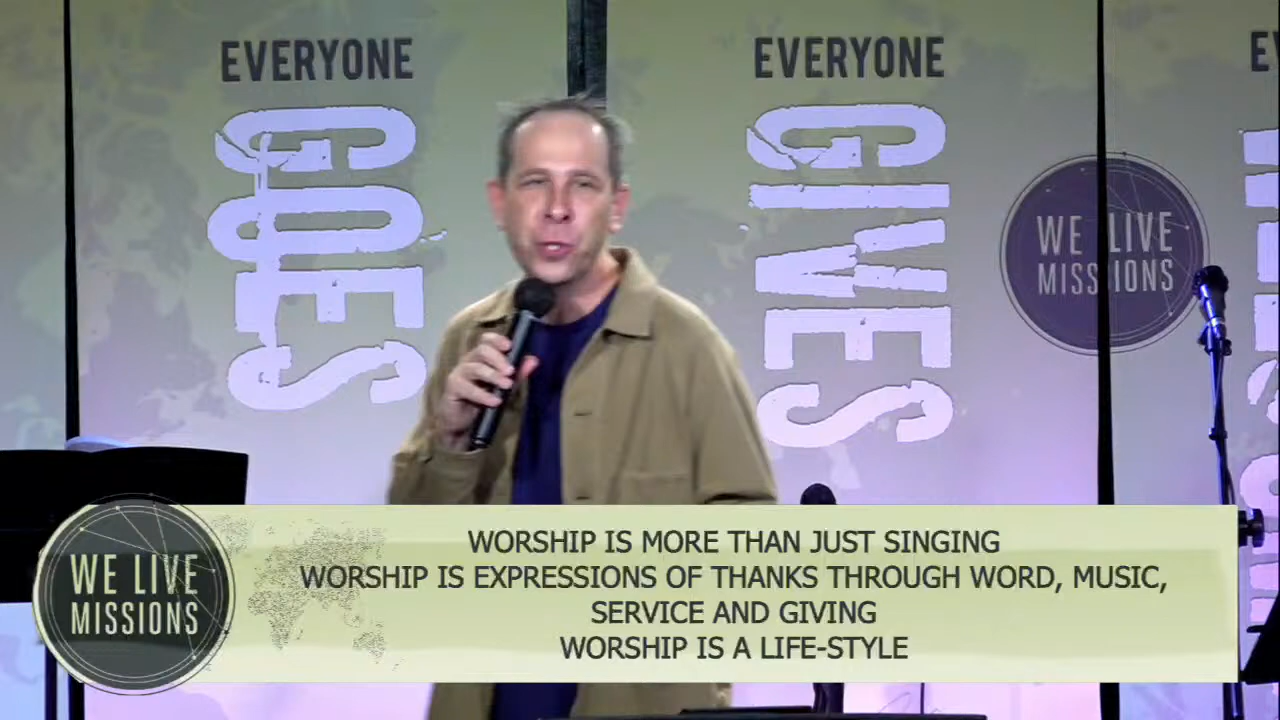 EVERYONE
GOES
EVERYONE
GIVES
WE LIVE
MISSIONS
WE LIVE
MISSIONS
WORSHIP IS MORE THAN JUST SINGING
WORSHIP IS EXPRESSIONS OF THANKS THROUGH WORD, MUSIC,
SERVICE AND GIVING
WORSHIP IS A LIFE-STYLE